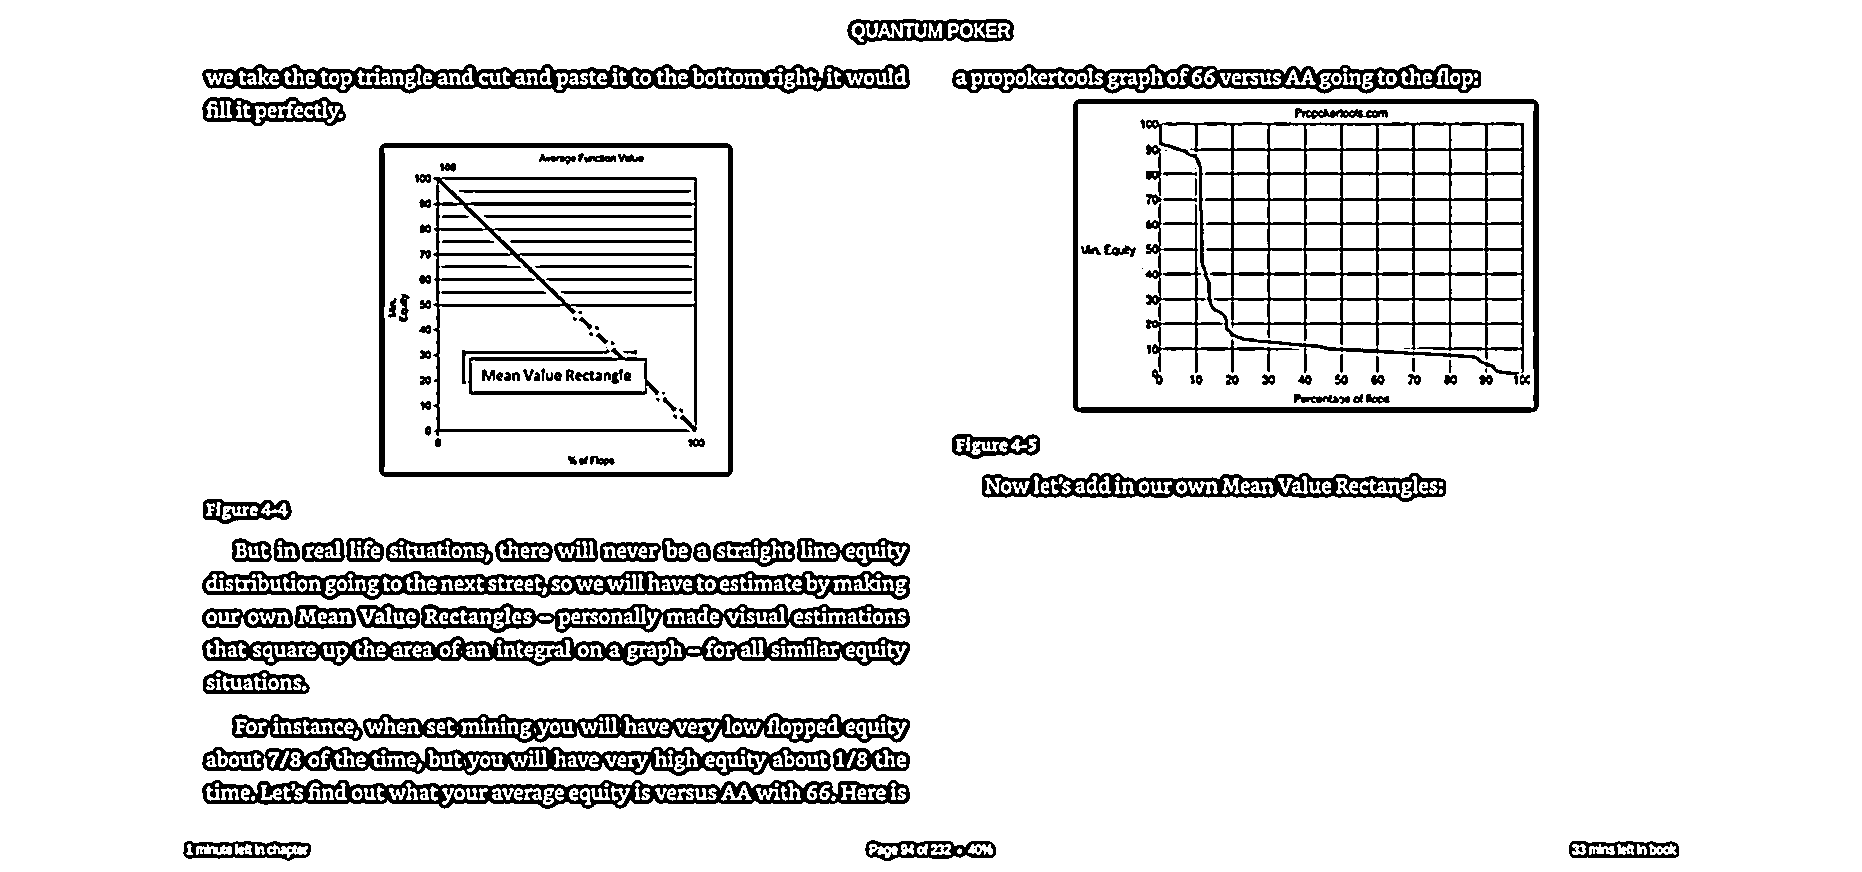 QUANTUM POKER
we take the top triangle and cut and paste it to the bottom right, it would
fill it perfectly.
Average Function Value
100
100
90
80
70
60
50
40
30
20
10
0
Min.
Equity
Mean Value Rectangle
0
100
% of Flops
Figure 4-4
But in real life situations, there will never be a straight line equity
distribution going to the next street, so we will have to estimate by making
our own Mean Value Rectangles – personally made visual estimations
that square up the area of an integral on a graph – for all similar equity
situations.
For instance, when set mining you will have very low flopped equity
about 7/8 of the time, but you will have very high equity about 1/8 the
time. Let's find out what your average equity is versus AA with 66. Here is
a propokertools graph of 66 versus AA going to the flop:
Propokertools.com
100
90
80
70
60
50
40
30
20
10
0
Min. Equity
0 10 20 30 40 50 60 70 80 90 100
Percentage of flops
Figure 4-5
Now let's add in our own Mean Value Rectangles:
1 minute left in chapter
Page 94 of 232 • 40%
33 mins left in book